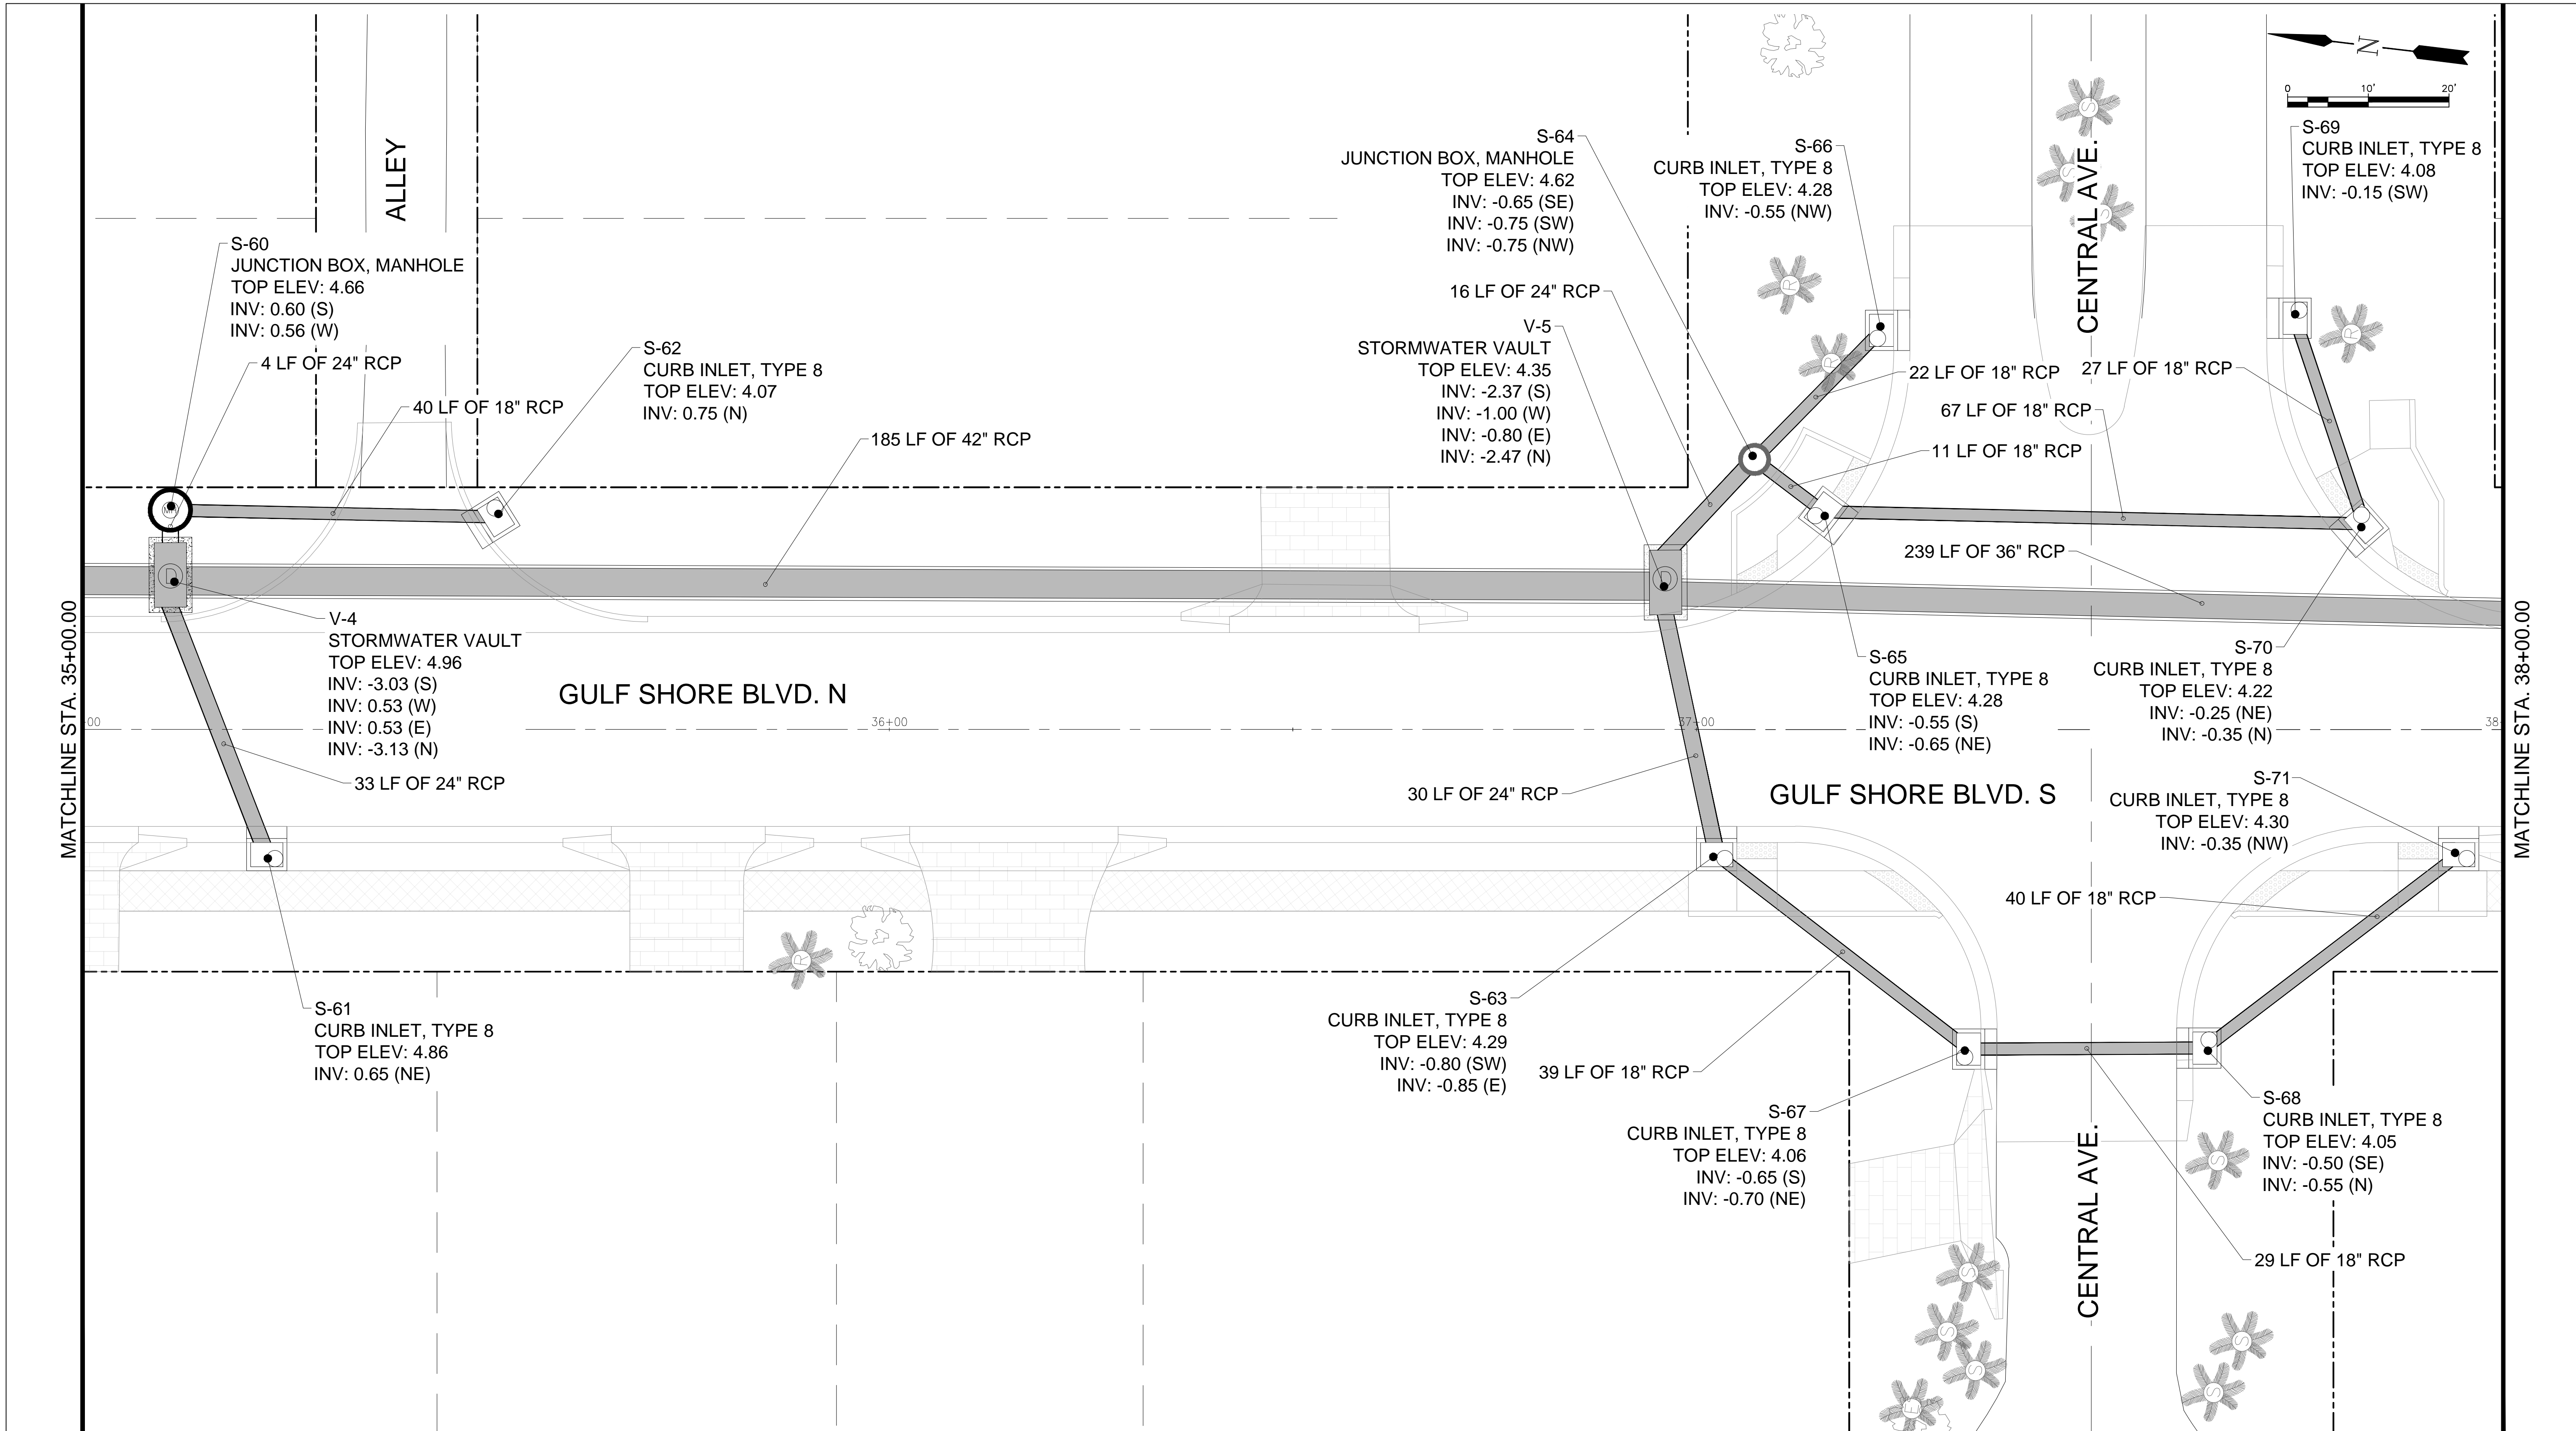 N
0 10' 20'
ALLEY
S-60
JUNCTION BOX, MANHOLE
TOP ELEV: 4.66
INV: 0.60 (S)
INV: 0.56 (W)
4 LF OF 24" RCP
40 LF OF 18" RCP
S-62
CURB INLET, TYPE 8
TOP ELEV: 4.07
INV: 0.75 (N)
185 LF OF 42" RCP
S-64
JUNCTION BOX, MANHOLE
TOP ELEV: 4.62
INV: -0.65 (SE)
INV: -0.75 (SW)
INV: -0.75 (NW)
16 LF OF 24" RCP
V-5
STORMWATER VAULT
TOP ELEV: 4.35
INV: -2.37 (S)
INV: -1.00 (W)
INV: -0.80 (E)
INV: -2.47 (N)
S-66
CURB INLET, TYPE 8
TOP ELEV: 4.28
INV: -0.55 (NW)
CENTRAL AVE.
S-69
CURB INLET, TYPE 8
TOP ELEV: 4.08
INV: -0.15 (SW)
22 LF OF 18" RCP
27 LF OF 18" RCP
67 LF OF 18" RCP
11 LF OF 18" RCP
239 LF OF 36" RCP
S
S
S
R
R
R
D
D
V-4
STORMWATER VAULT
TOP ELEV: 4.96
INV: -3.03 (S)
INV: 0.53 (W)
INV: 0.53 (E)
INV: -3.13 (N)
33 LF OF 24" RCP
GULF SHORE BLVD. N
MATCHLINE STA. 35+00.00
00
36+00
37+00
38
MATCHLINE STA. 38+00.00
S-65
CURB INLET, TYPE 8
TOP ELEV: 4.28
INV: -0.55 (S)
INV: -0.65 (NE)
S-70
CURB INLET, TYPE 8
TOP ELEV: 4.22
INV: -0.25 (NE)
INV: -0.35 (N)
30 LF OF 24" RCP
GULF SHORE BLVD. S
S-71
CURB INLET, TYPE 8
TOP ELEV: 4.30
INV: -0.35 (NW)
40 LF OF 18" RCP
R
S-61
CURB INLET, TYPE 8
TOP ELEV: 4.86
INV: 0.65 (NE)
S-63
CURB INLET, TYPE 8
TOP ELEV: 4.29
INV: -0.80 (SW)
INV: -0.85 (E)
39 LF OF 18" RCP
S-67
CURB INLET, TYPE 8
TOP ELEV: 4.06
INV: -0.65 (S)
INV: -0.70 (NE)
CENTRAL AVE.
S-68
CURB INLET, TYPE 8
TOP ELEV: 4.05
INV: -0.50 (SE)
INV: -0.55 (N)
29 LF OF 18" RCP
S
S
S
S
S
S